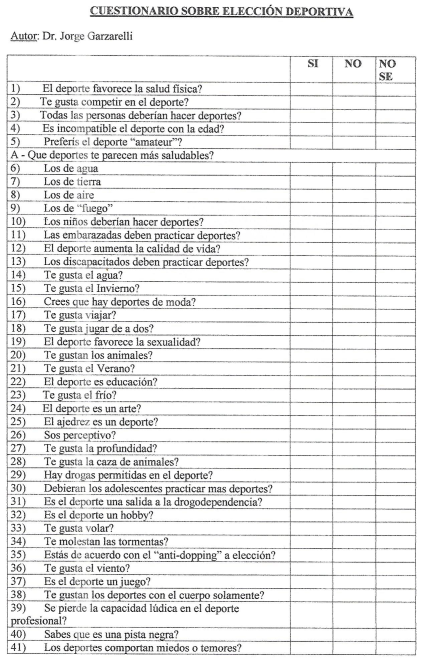 CUESTIONARIO SOBRE ELECCIÓN DEPORTIVA
Autor: Dr. Jorge Garzarelli
SI NO NO
SE
1) El deporte favorece la salud física?
2) Te gusta competir en el deporte?
3) Todas las personas deberían hacer deportes?
4) Es incompatible el deporte con la edad?
5) Preferís el deporte “amateur”?
A - Que deportes te parecen más saludables?
6) Los de agua
7) Los de tierra
8) Los de aire
9) Los de “fuego”
10) Los niños deberían hacer deportes?
11) Las embarazadas deben practicar deportes?
12) El deporte aumenta la calidad de vida?
13) Los discapacitados deben practicar deportes?
14) Te gusta el agua?
15) Te gusta el Invierno?
16) Crees que hay deportes de moda?
17) Te gusta viajar?
18) Te gusta jugar de a dos?
19) El deporte favorece la sexualidad?
20) Te gustan los animales?
21) Te gusta el Verano?
22) El deporte es educación?
23) Te gusta el frío?
24) El deporte es un arte?
25) El ajedrez es un deporte?
26) Sos perceptivo?
27) Te gusta la profundidad?
28) Te gusta la caza de animales?
29) Hay drogas permitidas en el deporte?
30) Debieran los adolescentes practicar mas deportes?
31) Es el deporte una salida a la drogodependencia?
32) Es el deporte un hobby?
33) Te gusta volar?
34) Te molestan las tormentas?
35) Estás de acuerdo con el “anti-dopping” a elección?
36) Te gusta el viento?
37) Es el deporte un juego?
38) Te gustan los deportes con el cuerpo solamente?
39) Se pierde la capacidad lúdica en el deporte
profesional?
40) Sabes que es una pista negra?
41) Los deportes comportan miedos o temores?